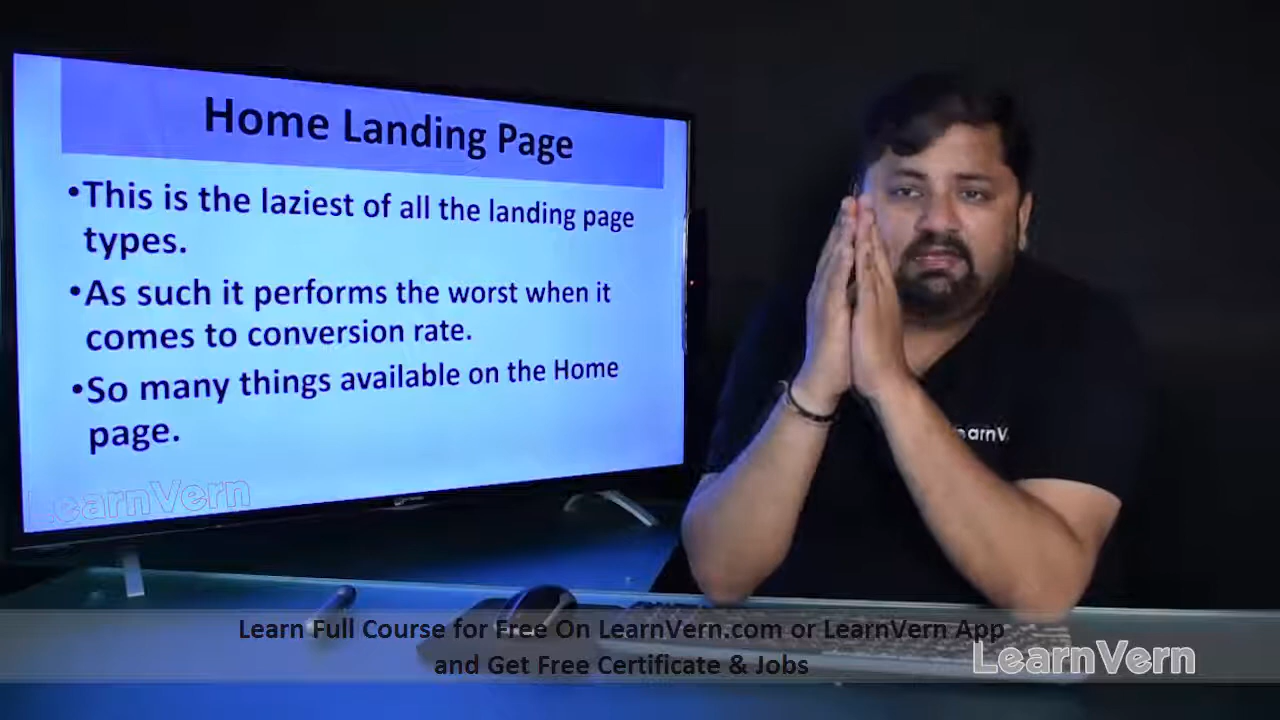 Home Landing Page
•This is the laziest of all the landing page
types.
•As such it performs the worst when it
comes to conversion rate.
•So many things available on the Home
page.
LearnVern
earnV
Learn Full Course for Free On LearnVern.com or LearnVern App
and Get Free Certificate & Jobs
LearnVern